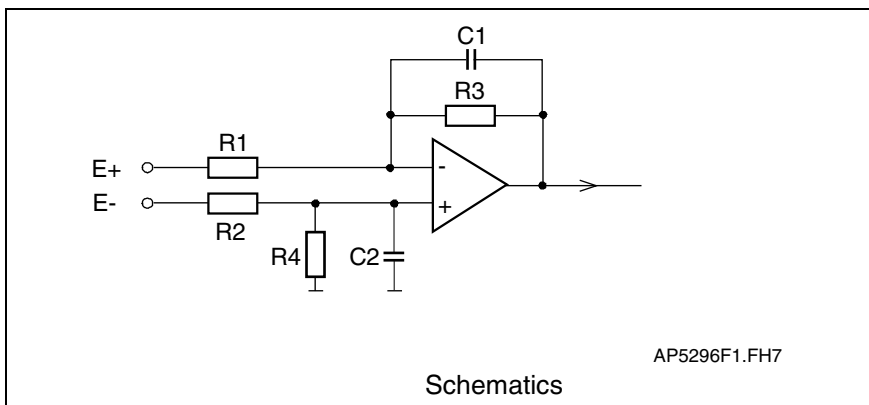 C1
R3
R1
E+
-
E-
+
R2
R4
C2
AP5296F1.FH7
Schematics